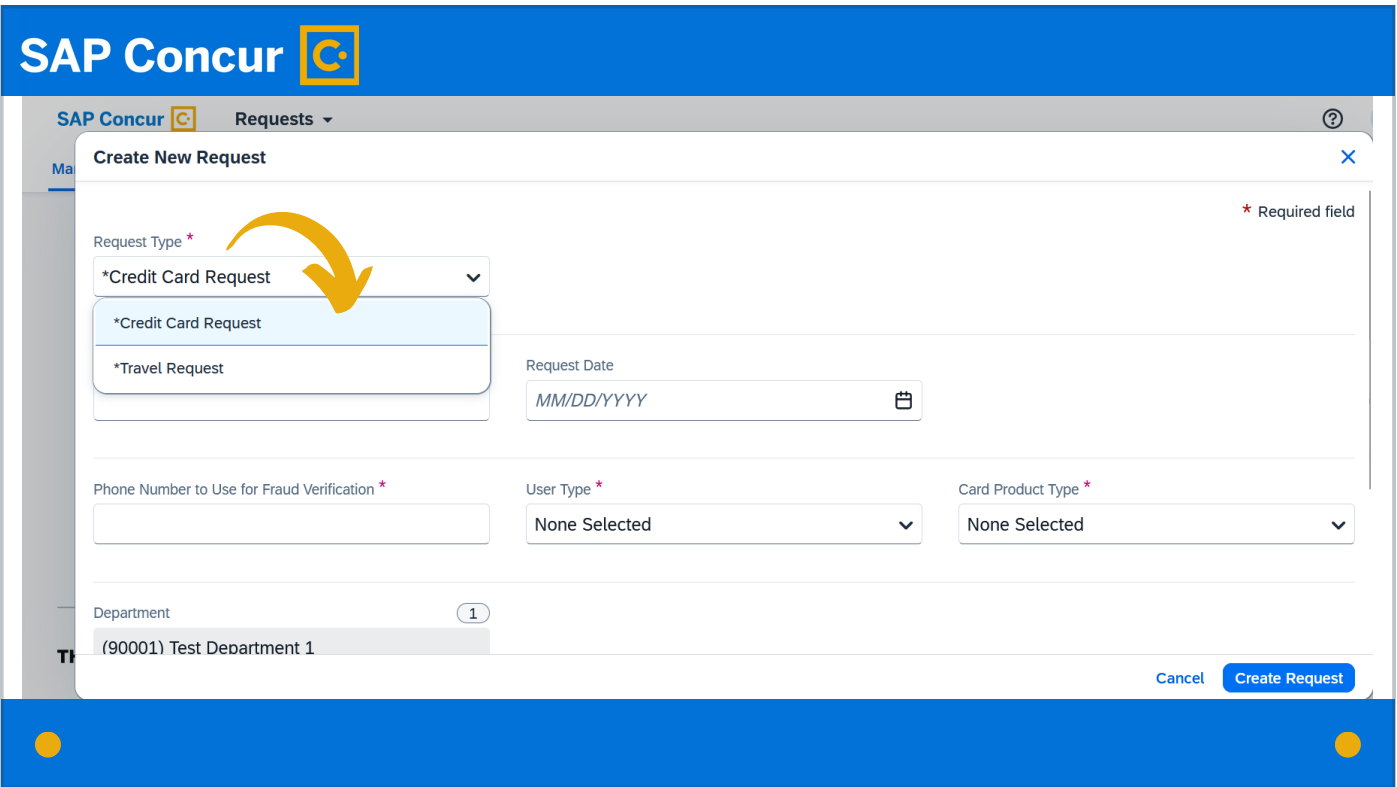 SAP Concur C
SAP Concur C Requests
Create New Request
* Required field
Request Type *
*Credit Card Request
*Credit Card Request
*Travel Request
Request Date
MM/DD/YYYY
Phone Number to Use for Fraud Verification *
User Type *
Card Product Type *
None Selected
None Selected
Department
1
(90001) Test Department 1
Cancel
Create Request